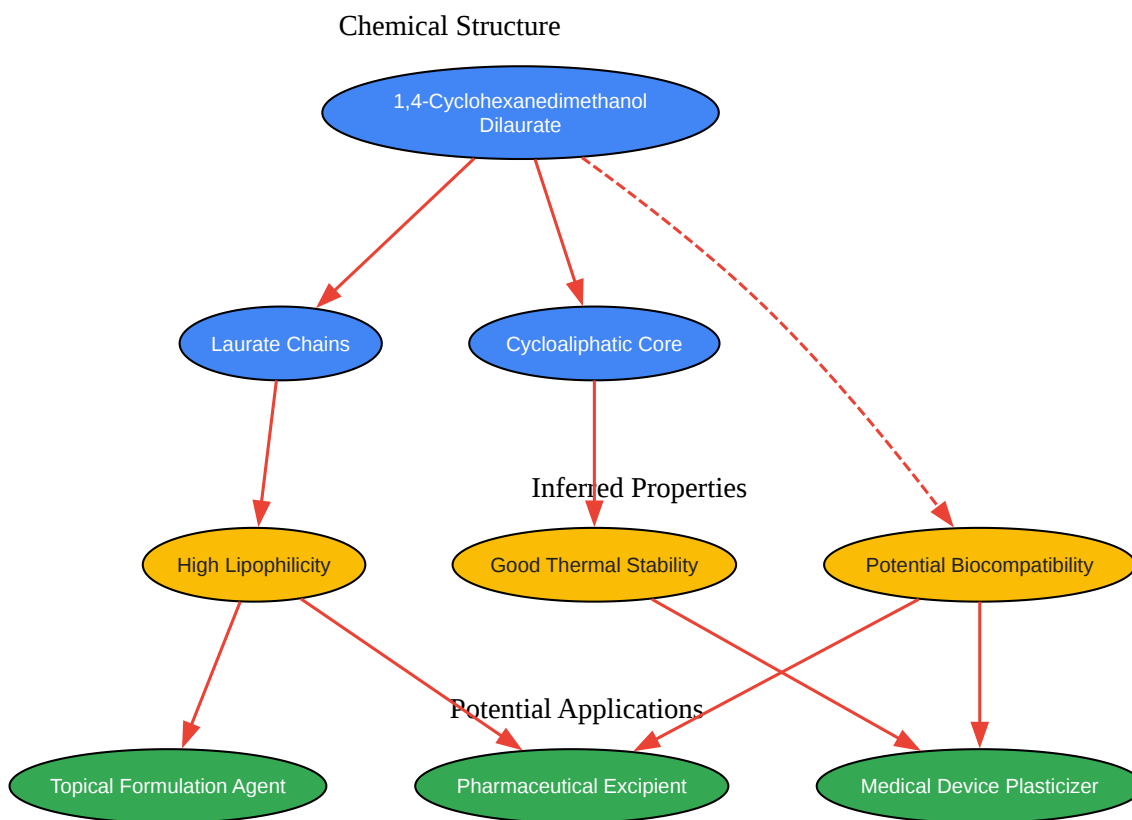 Chemical Structure
1,4-Cyclohexanedimethanol
Dilaurate
Laurate Chains
Cycloaliphatic Core
Inferred Properties
High Lipophilicity
Good Thermal Stability
Potential Biocompatibility
Potential Applications
Topical Formulation Agent
Pharmaceutical Excipient
Medical Device Plasticizer